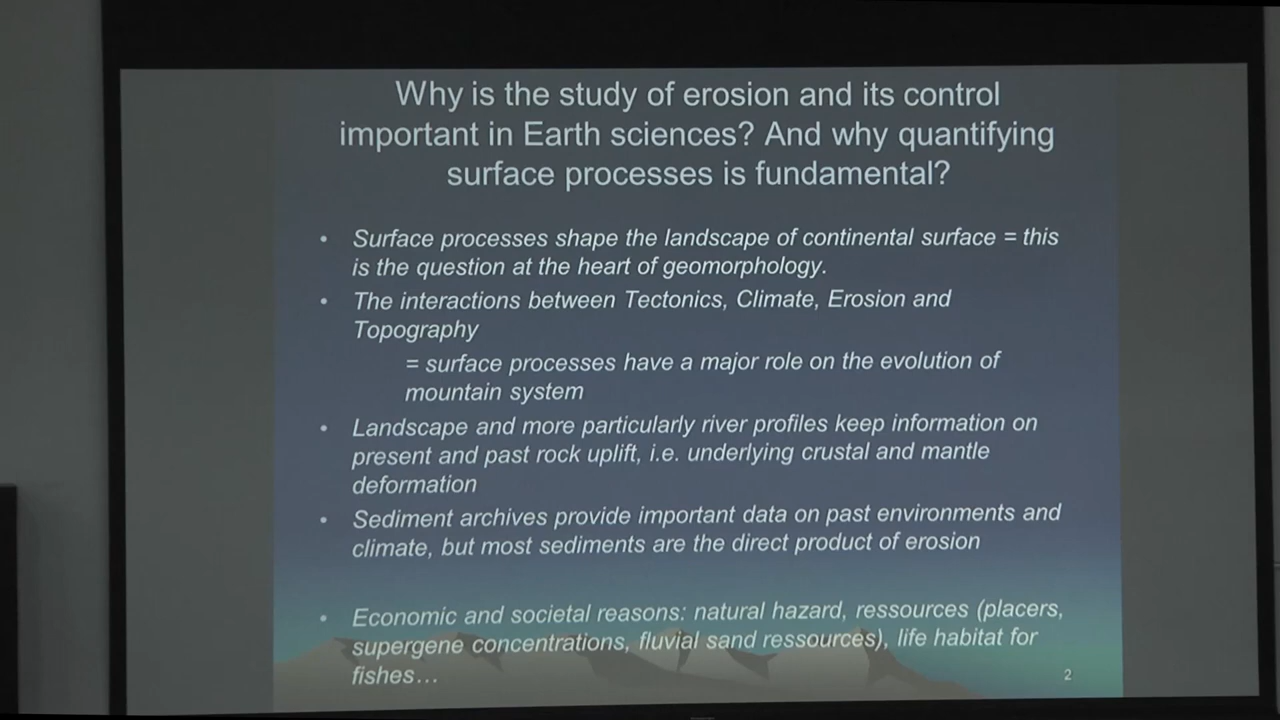 Why is the study of erosion and its control
important in Earth sciences? And why quantifying
surface processes is fundamental?
• Surface processes shape the landscape of continental surface = this
is the question at the heart of geomorphology.
• The interactions between Tectonics, Climate, Erosion and
Topography
= surface processes have a major role on the evolution of
mountain system
• Landscape and more particularly river profiles keep information on
present and past rock uplift, i.e. underlying crustal and mantle
deformation
• Sediment archives provide important data on past environments and
climate, but most sediments are the direct product of erosion
• Economic and societal reasons: natural hazard, ressources (placers,
supergene concentrations, fluvial sand ressources), life habitat for
fishes…
2